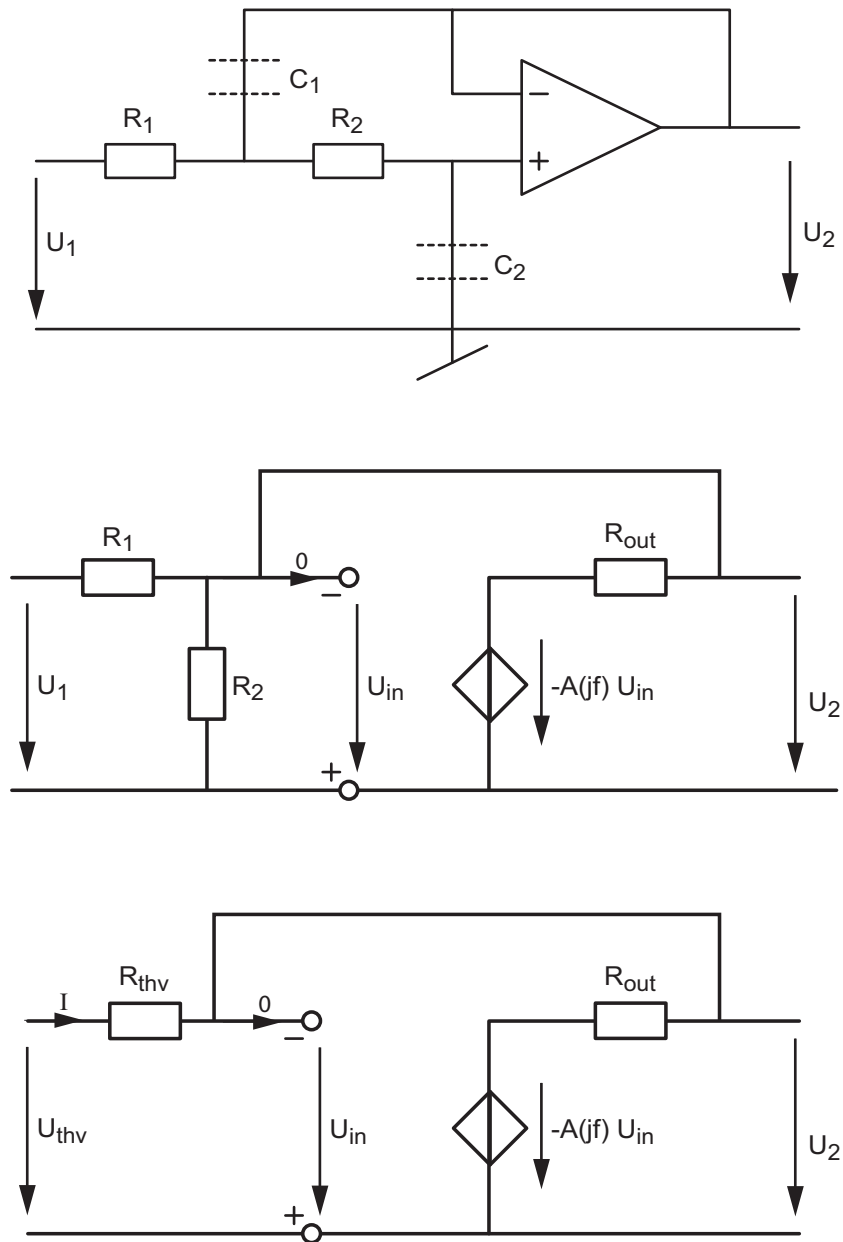 C1
R1
R2
−
+
U1
U2
C2
R1
Rout
0
−
U1
R2
Uin
-A(jf) Uin
U2
+
Rthv
Rout
I
0
−
Uthv
Uin
-A(jf) Uin
U2
+